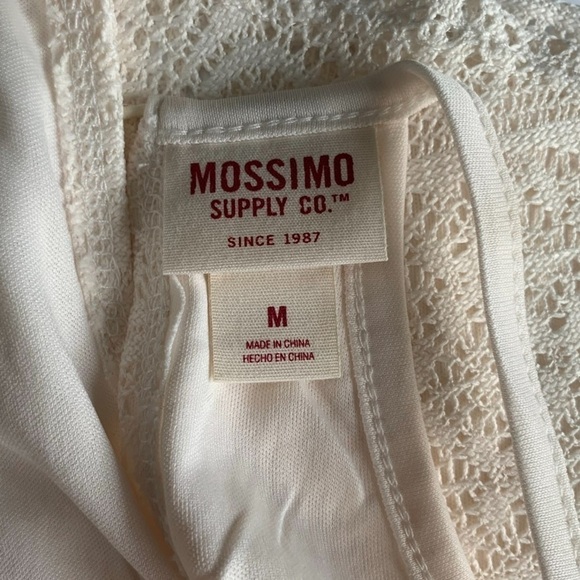 MOSSIMO
SUPPLY CO.™
SINCE 1987
M
MADE IN CHINA
HECHO EN CHINA